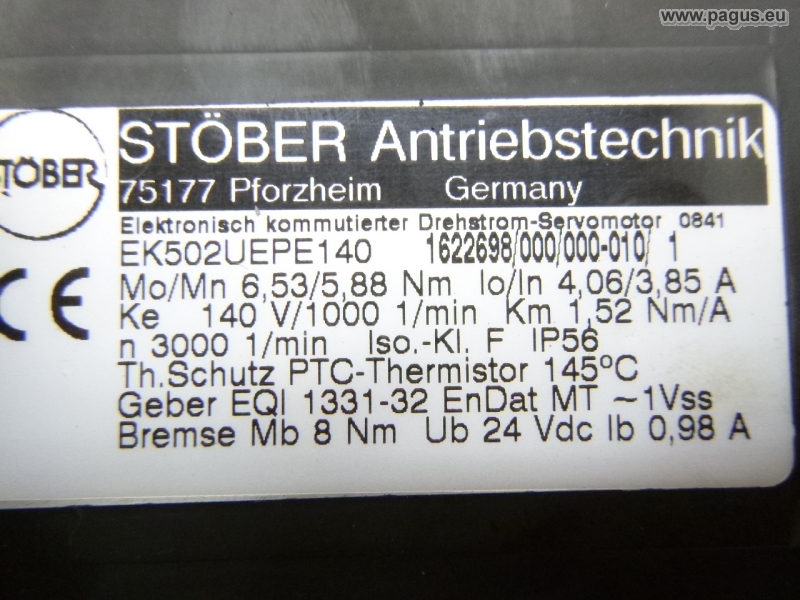 www.pagus.eu
STÖBER
STÖBER Antriebstechnik
75177 Pforzheim Germany
Elektronisch kommutierter Drehstrom-Servomotor 0841
EK502UEPE140 1622698/000/000-010/ 1
Mo/Mn 6,53/5,88 Nm Io/In 4,06/3,85 A
Ke 140 V/1000 1/min Km 1,52 Nm/A
n 3000 1/min Iso.-Kl. F IP56
Th.Schutz PTC-Thermistor 145°C
Geber EQI 1331-32 EnDat MT ~1Vss
Bremse Mb 8 Nm Ub 24 Vdc Ib 0,98 A
CE